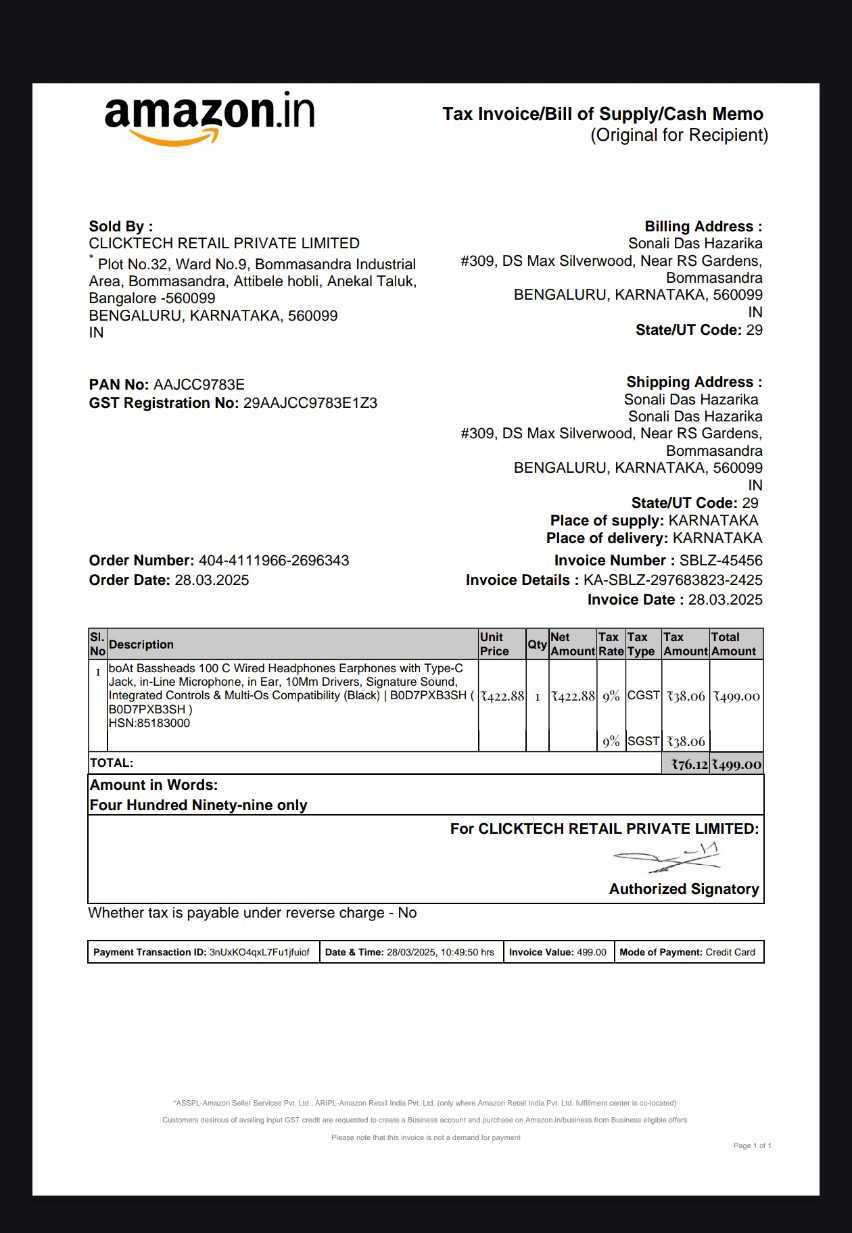 amazon.in
Tax Invoice/Bill of Supply/Cash Memo
(Original for Recipient)
Sold By :
CLICKTECH RETAIL PRIVATE LIMITED
* Plot No.32, Ward No.9, Bommasandra Industrial
Area, Bommasandra, Attibele hobli, Anekal Taluk,
Bangalore -560099
BENGALURU, KARNATAKA, 560099
IN
Billing Address :
Sonali Das Hazarika
#309, DS Max Silverwood, Near RS Gardens,
Bommasandra
BENGALURU, KARNATAKA, 560099
IN
State/UT Code: 29
PAN No: AAJCC9783E
GST Registration No: 29AAJCC9783E1Z3
Shipping Address :
Sonali Das Hazarika
Sonali Das Hazarika
#309, DS Max Silverwood, Near RS Gardens,
Bommasandra
BENGALURU, KARNATAKA, 560099
IN
State/UT Code: 29
Place of supply: KARNATAKA
Place of delivery: KARNATAKA
Order Number: 404-4111966-2696343
Order Date: 28.03.2025
Invoice Number : SBLZ-45456
Invoice Details : KA-SBLZ-297683823-2425
Invoice Date : 28.03.2025
Sl. No Description Unit Price Qty Net Amount Tax Rate Tax Type Tax Amount Total Amount
1 boAt Bassheads 100 C Wired Headphones Earphones with Type-C
Jack, in-Line Microphone, in Ear, 10Mm Drivers, Signature Sound,
Integrated Controls & Multi-Os Compatibility (Black) | B0D7PXB3SH ( ₹422.88 1 ₹422.88 9% CGST ₹38.06 ₹499.00
B0D7PXB3SH )
HSN:85183000
9% SGST ₹38.06
TOTAL: ₹76.12 ₹499.00
Amount in Words:
Four Hundred Ninety-nine only
For CLICKTECH RETAIL PRIVATE LIMITED:
Authorized Signatory
Whether tax is payable under reverse charge - No
Payment Transaction ID: 3nUxKO4qxL7Fu1jfuiof Date & Time: 28/03/2025, 10:49:50 hrs Invoice Value: 499.00 Mode of Payment: Credit Card
*ASSPL-Amazon Seller Services Pvt. Ltd., ARIPL-Amazon Retail India Pvt. Ltd. (only where Amazon Retail India Pvt. Ltd. fulfillment center is co-located)
Customers desirous of availing input GST credit are requested to create a Business account and purchase on Amazon.in/business from Business eligible offers
Please note that this invoice is not a demand for payment
Page 1 of 1